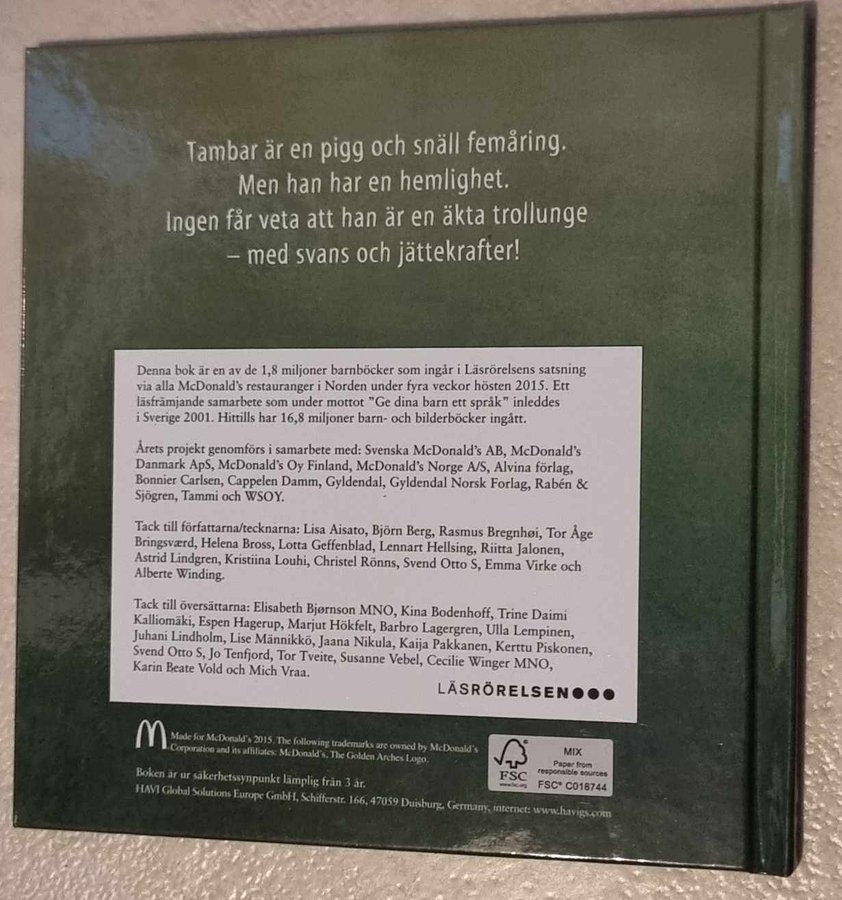 Tambar är en pigg och snäll femåring.
Men han har en hemlighet.
Ingen får veta att han är en äkta trollunge
– med svans och jättekrafter!
Denna bok är en av de 1,8 miljoner barnböcker som ingår i Läsrörelsens satsning
via alla McDonald's restauranger i Norden under fyra veckor hösten 2015. Ett
läsfrämjande samarbete som under mottot "Ge dina barn ett språk" inleddes
i Sverige 2001. Hittills har 16,8 miljoner barn- och bilderböcker ingått.
Årets projekt genomförs i samarbete med: Svenska McDonald's AB, McDonald's
Danmark ApS, McDonald's Oy Finland, McDonald's Norge A/S, Alvina förlag,
Bonnier Carlsen, Cappelen Damm, Gyldendal, Gyldendal Norsk Forlag, Rabén &
Sjögren, Tammi och WSOY.
Tack till författarna/tecknarna: Lisa Aisato, Björn Berg, Rasmus Bregnhøi, Tor Åge
Bringsværd, Helena Bross, Lotta Geffenblad, Lennart Hellsing, Riitta Jalonen,
Astrid Lindgren, Kristiina Louhi, Christel Rönns, Svend Otto S, Emma Virke och
Alberte Winding.
Tack till översättarna: Elisabeth Bjørnson MNO, Kina Bodenhoff, Trine Daimi
Kalliomäki, Espen Hagerup, Marjut Hökfelt, Barbro Lagergren, Ulla Lempinen,
Juhani Lindholm, Lise Männikkö, Jaana Nikula, Kaija Pakkanen, Kerttu Piskonen,
Svend Otto S, Jo Tenfjord, Tor Tveite, Susanne Vebel, Cecilie Winger MNO,
Karin Beate Vold och Mich Vraa.
LÄSRÖRELSEN●●●
Made for McDonald's 2015. The following trademarks are owned by McDonald's
Corporation and its affiliates: McDonald's, The Golden Arches Logo.
Boken är ur säkerhetssynpunkt lämplig från 3 år.
HAVI Global Solutions Europe GmbH, Schifferstr. 166, 47059 Duisburg, Germany, internet: www.havigs.com
FSC
www.fsc.org
MIX
Paper from
responsible sources
FSC® C018744